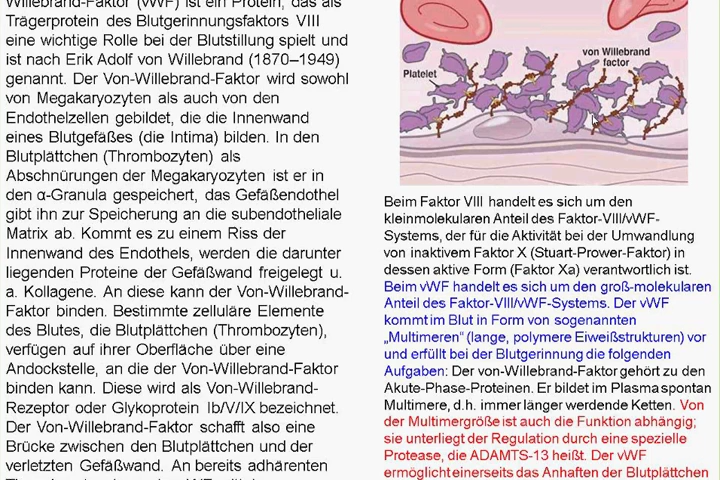 Willebrand-Faktor (vWF) ist ein Protein, das als
Trägerprotein des Blutgerinnungsfaktors VIII
eine wichtige Rolle bei der Blutstillung spielt und
ist nach Erik Adolf von Willebrand (1870–1949)
genannt. Der Von-Willebrand-Faktor wird sowohl
von Megakaryozyten als auch von den
Endothelzellen gebildet, die die Innenwand
eines Blutgefäßes (die Intima) bilden. In den
Blutplättchen (Thrombozyten) als
Abschnürungen der Megakaryozyten ist er in
den α-Granula gespeichert, das Gefäßendothel
gibt ihn zur Speicherung an die subendotheliale
Matrix ab. Kommt es zu einem Riss der
Innenwand des Endothels, werden die darunter
liegenden Proteine der Gefäßwand freigelegt u.
a. Kollagene. An diese kann der Von-Willebrand-
Faktor binden. Bestimmte zelluläre Elemente
des Blutes, die Blutplättchen (Thrombozyten),
verfügen auf ihrer Oberfläche über eine
Andockstelle, an die der Von-Willebrand-Faktor
binden kann. Diese wird als Von-Willebrand-
Rezeptor oder Glykoprotein Ib/V/IX bezeichnet.
Der Von-Willebrand-Faktor schafft also eine
Brücke zwischen den Blutplättchen und der
verletzten Gefäßwand. An bereits adhärenten
von Willebrand
factor
Platelet
Beim Faktor VIII handelt es sich um den
kleinmolekularen Anteil des Faktor-VIII/vWF-
Systems, der für die Aktivität bei der Umwandlung
von inaktivem Faktor X (Stuart-Prower-Faktor) in
dessen aktive Form (Faktor Xa) verantwortlich ist.
Beim vWF handelt es sich um den groß-molekularen
Anteil des Faktor-VIII/vWF-Systems. Der vWF
kommt im Blut in Form von sogenannten
„Multimeren“ (lange, polymere Eiweißstrukturen) vor
und erfüllt bei der Blutgerinnung die folgenden
Aufgaben: Der von-Willebrand-Faktor gehört zu den
Akute-Phase-Proteinen. Er bildet im Plasma spontan
Multimere, d.h. immer länger werdende Ketten. Von
der Multimergröße ist auch die Funktion abhängig;
sie unterliegt der Regulation durch eine spezielle
Protease, die ADAMTS-13 heißt. Der vWF
ermöglicht einerseits das Anhaften der Blutplättchen